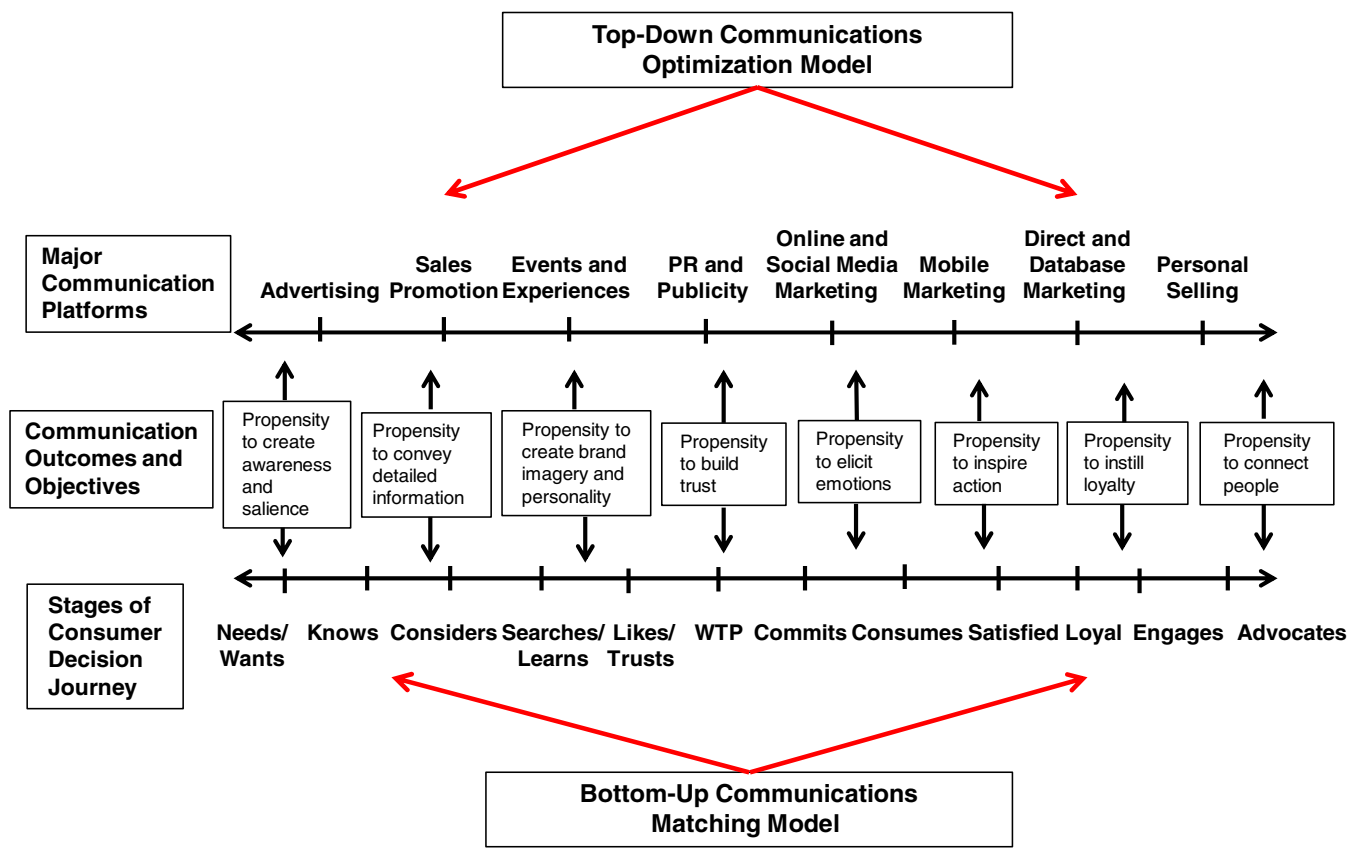 Top-Down Communications
Optimization Model
Major
Communication
Platforms
Advertising
Sales
Promotion
Events and
Experiences
PR and
Publicity
Online and
Social Media
Marketing
Mobile
Marketing
Direct and
Database
Marketing
Personal
Selling
Communication
Outcomes and
Objectives
Propensity
to create
awareness
and
salience
Propensity
to convey
detailed
information
Propensity to
create brand
imagery and
personality
Propensity
to build
trust
Propensity
to elicit
emotions
Propensity
to inspire
action
Propensity
to instill
loyalty
Propensity
to connect
people
Stages of
Consumer
Decision
Journey
Needs/
Wants
Knows
Considers
Searches/
Learns
Likes/
Trusts
WTP
Commits
Consumes
Satisfied
Loyal
Engages
Advocates
Bottom-Up Communications
Matching Model